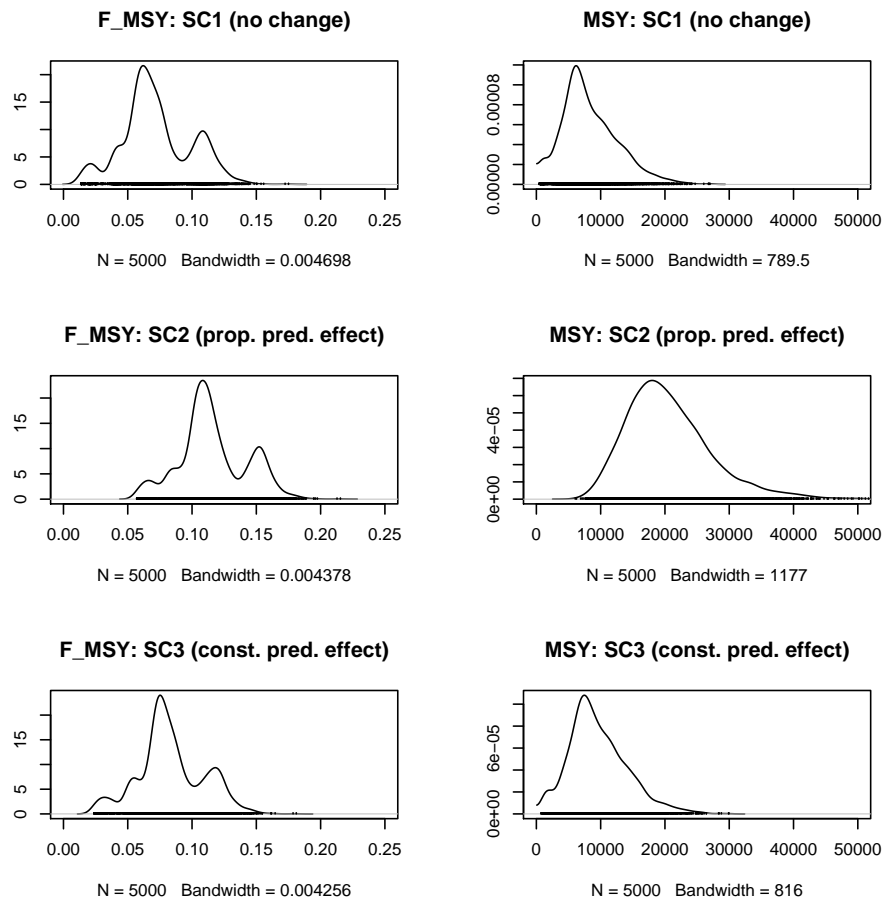 F_MSY: SC1 (no change)
MSY: SC1 (no change)
0 5 15
0.00 0.05 0.10 0.15 0.20 0.25
N = 5000 Bandwidth = 0.004698
0.00000 0.00008
0 10000 20000 30000 40000 50000
N = 5000 Bandwidth = 789.5
F_MSY: SC2 (prop. pred. effect)
MSY: SC2 (prop. pred. effect)
0 5 15
0.00 0.05 0.10 0.15 0.20 0.25
N = 5000 Bandwidth = 0.004378
0e+00 4e-05
0 10000 20000 30000 40000 50000
N = 5000 Bandwidth = 1177
F_MSY: SC3 (const. pred. effect)
MSY: SC3 (const. pred. effect)
0 5 15
0.00 0.05 0.10 0.15 0.20 0.25
N = 5000 Bandwidth = 0.004256
0e+00 6e-05
0 10000 20000 30000 40000 50000
N = 5000 Bandwidth = 816